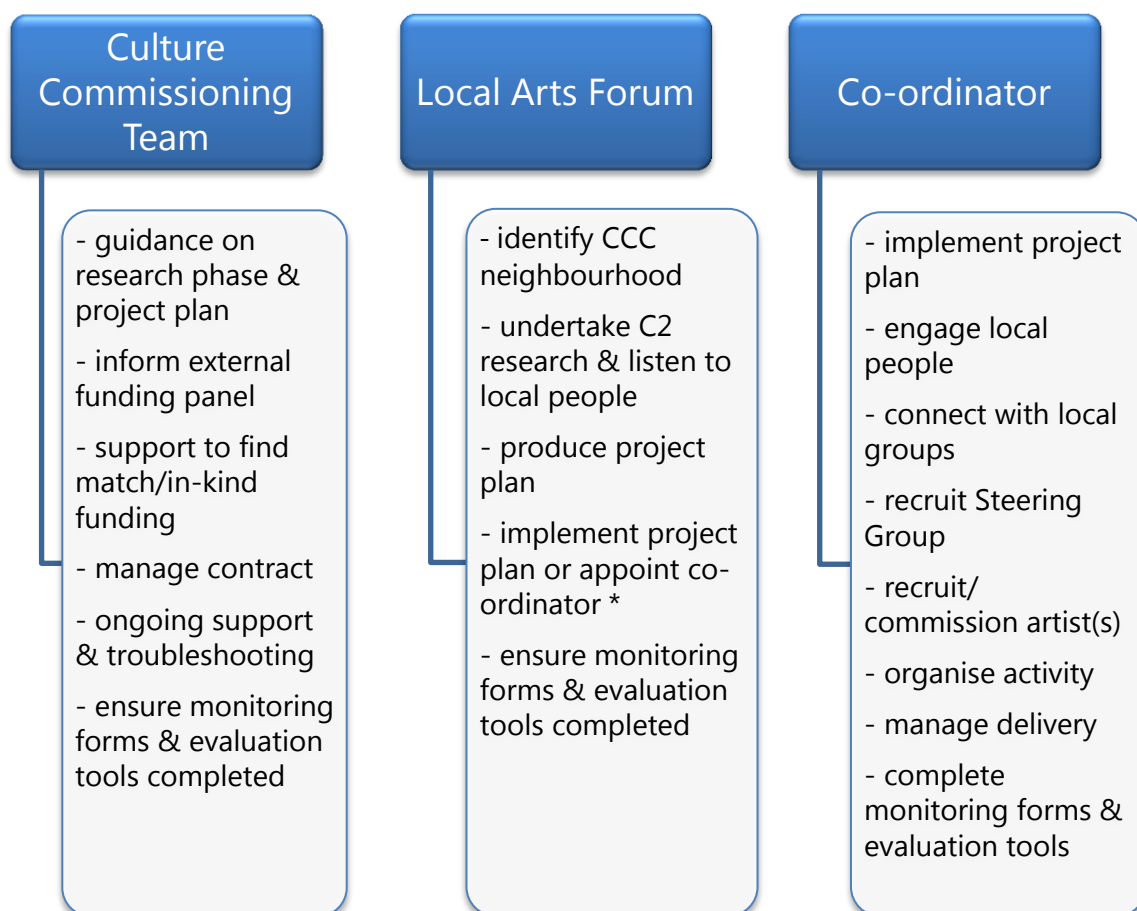 Culture
Commissioning
Team
- guidance on
research phase &
project plan
- inform external
funding panel
- support to find
match/in-kind
funding
- manage contract
- ongoing support
& troubleshooting
- ensure monitoring
forms & evaluation
tools completed
Local Arts Forum
- identify CCC
neighbourhood
- undertake C2
research & listen to
local people
- produce project
plan
- implement project
plan or appoint co-
ordinator *
- ensure monitoring
forms & evaluation
tools completed
Co-ordinator
- implement project
plan
- engage local
people
- connect with local
groups
- recruit Steering
Group
- recruit/
commission artist(s)
- organise activity
- manage delivery
- complete
monitoring forms &
evaluation tools